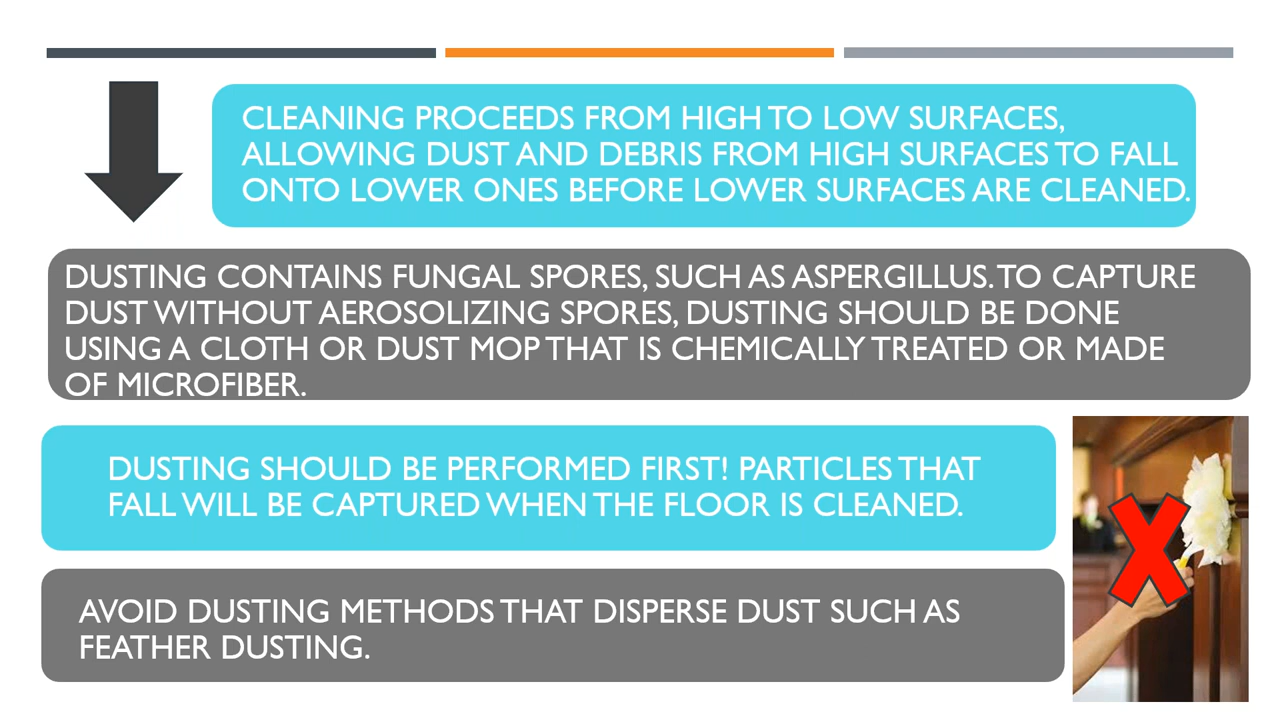 CLEANING PROCEEDS FROM HIGH TO LOW SURFACES,
ALLOWING DUST AND DEBRIS FROM HIGH SURFACES TO FALL
ONTO LOWER ONES BEFORE LOWER SURFACES ARE CLEANED.
DUSTING CONTAINS FUNGAL SPORES, SUCH AS ASPERGILLUS. TO CAPTURE
DUST WITHOUT AEROSOLIZING SPORES, DUSTING SHOULD BE DONE
USING A CLOTH OR DUST MOP THAT IS CHEMICALLY TREATED OR MADE
OF MICROFIBER.
DUSTING SHOULD BE PERFORMED FIRST! PARTICLES THAT
FALL WILL BE CAPTURED WHEN THE FLOOR IS CLEANED.
AVOID DUSTING METHODS THAT DISPERSE DUST SUCH AS
FEATHER DUSTING.